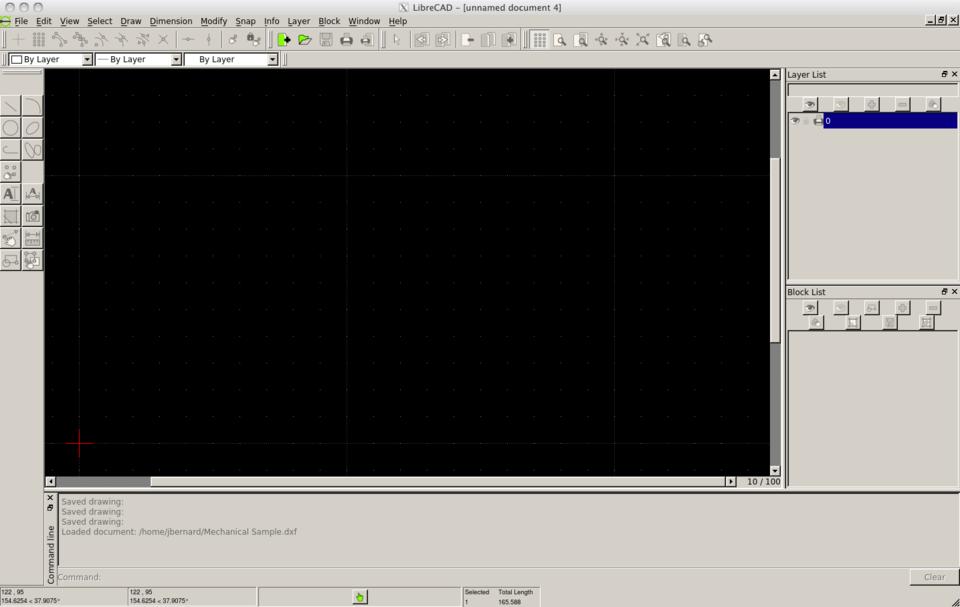 LibreCAD - [unnamed document 4]
File Edit View Select Draw Dimension Modify Snap Info Layer Block Window Help
By Layer By Layer By Layer
Layer List
0
Block List
10 / 100
Saved drawing:
Saved drawing:
Saved drawing:
Loaded document: /home/jbernard/Mechanical Sample.dxf
Command line
Command:
Clear
122 , 95
154.6254 < 37.9075°
122 , 95
154.6254 < 37.9075°
Selected Total Length
1 165.588